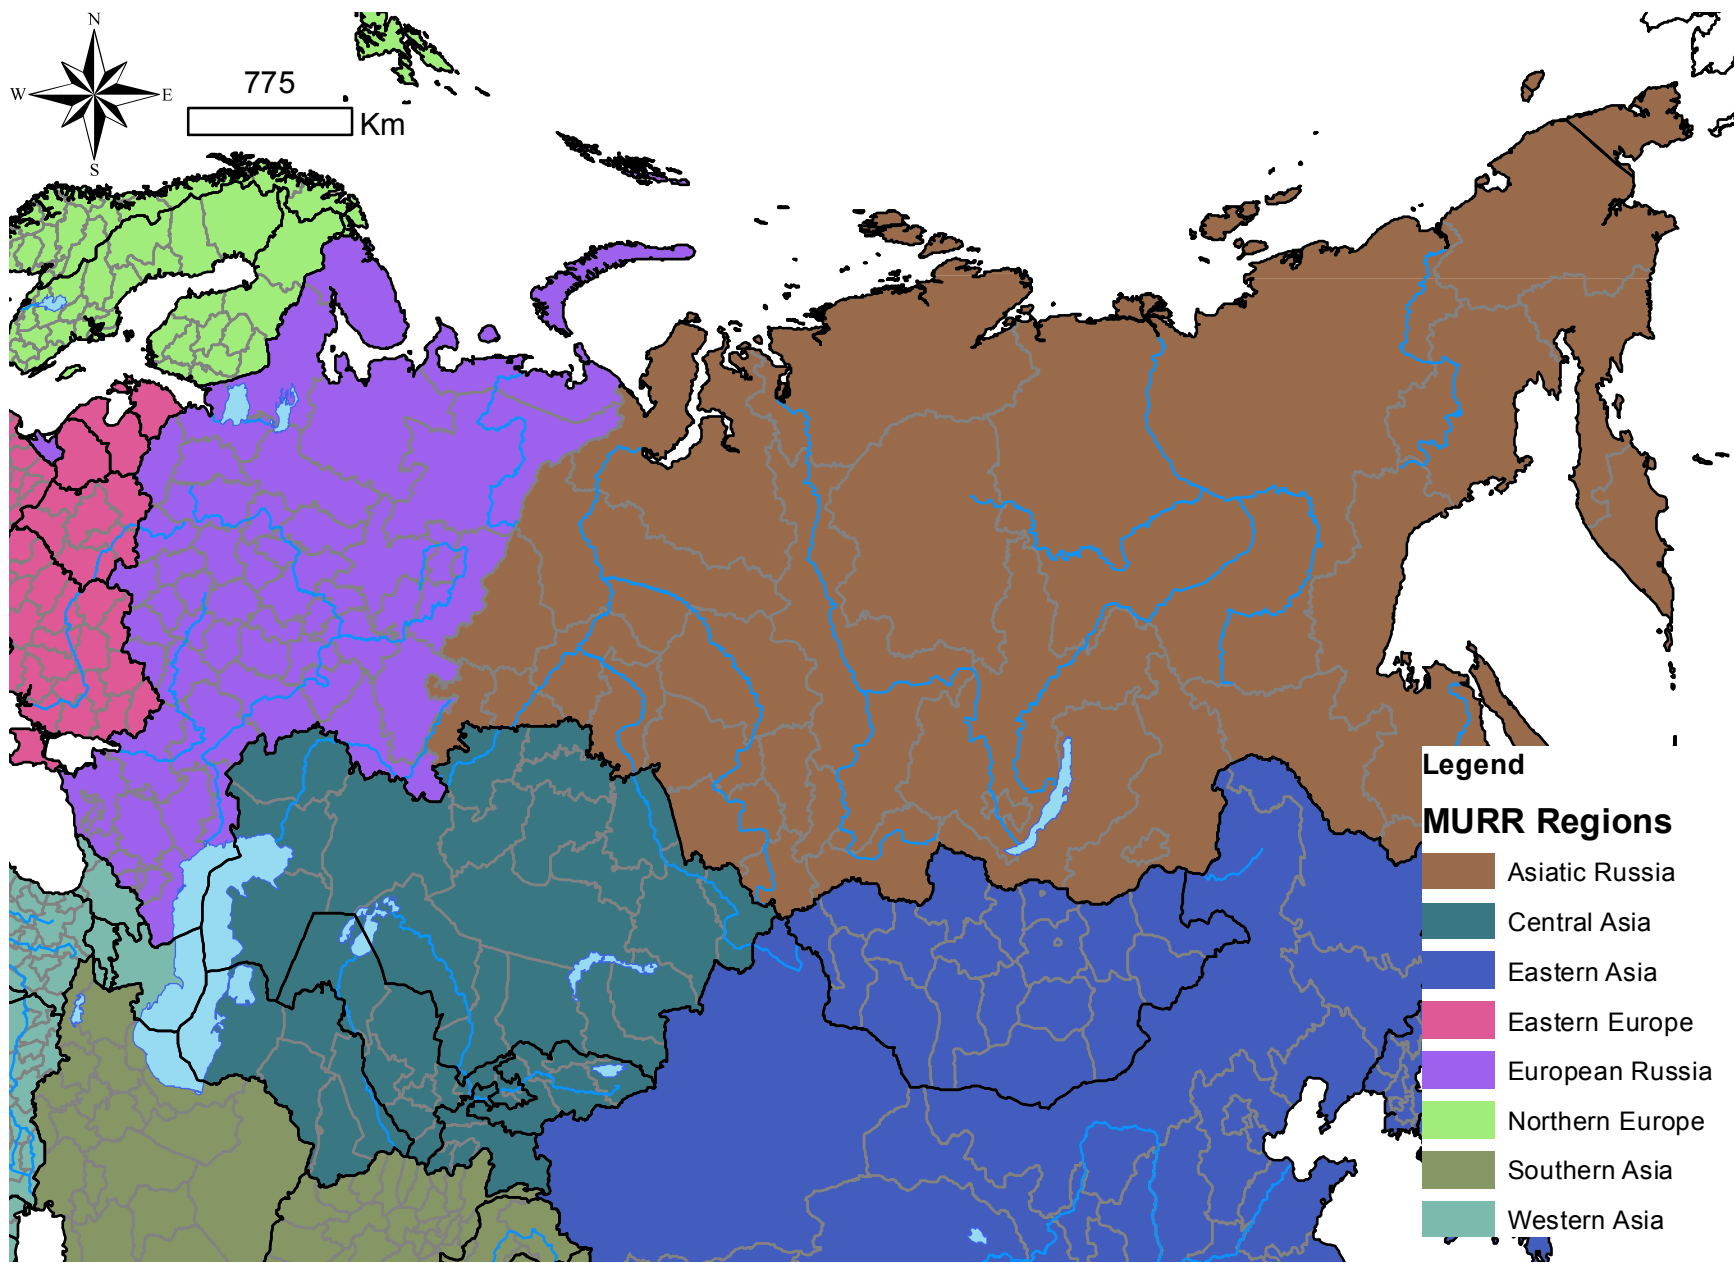 N
W E
S
775
Km
Legend
MURR Regions
Asiatic Russia
Central Asia
Eastern Asia
Eastern Europe
European Russia
Northern Europe
Southern Asia
Western Asia